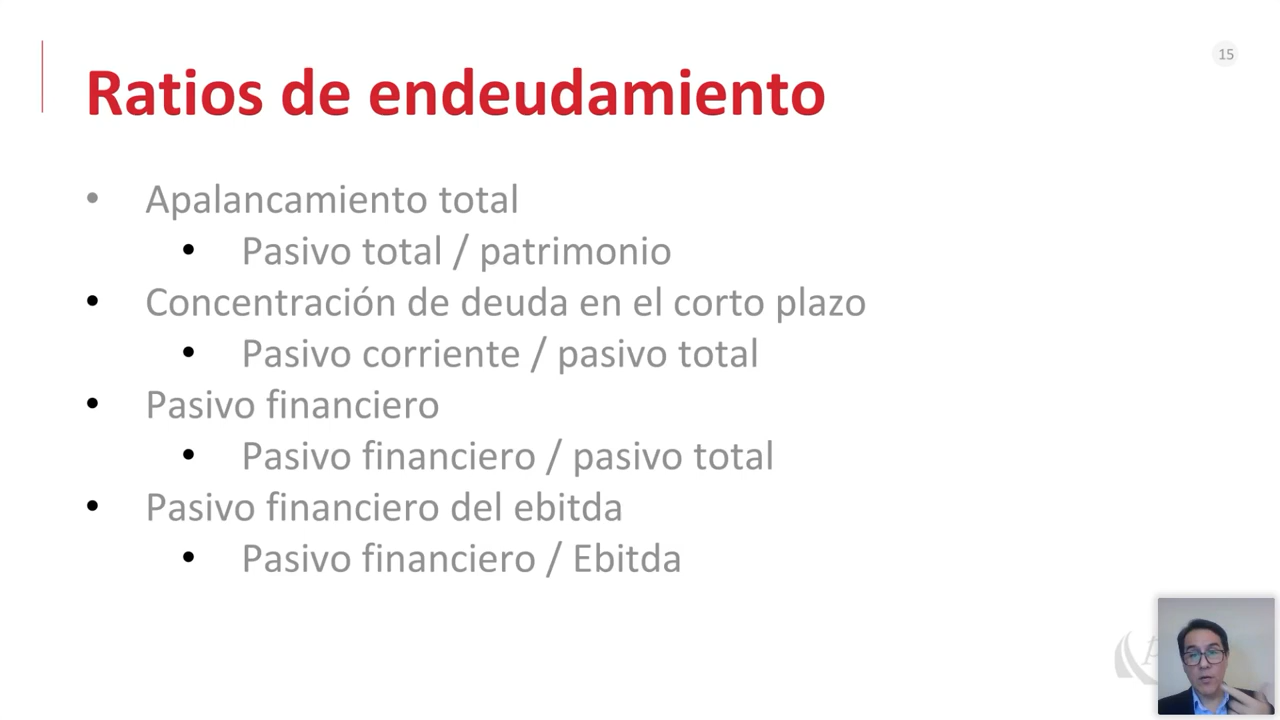 15
Ratios de endeudamiento
• Apalancamiento total
• Pasivo total / patrimonio
• Concentración de deuda en el corto plazo
• Pasivo corriente / pasivo total
• Pasivo financiero
• Pasivo financiero / pasivo total
• Pasivo financiero del ebitda
• Pasivo financiero / Ebitda